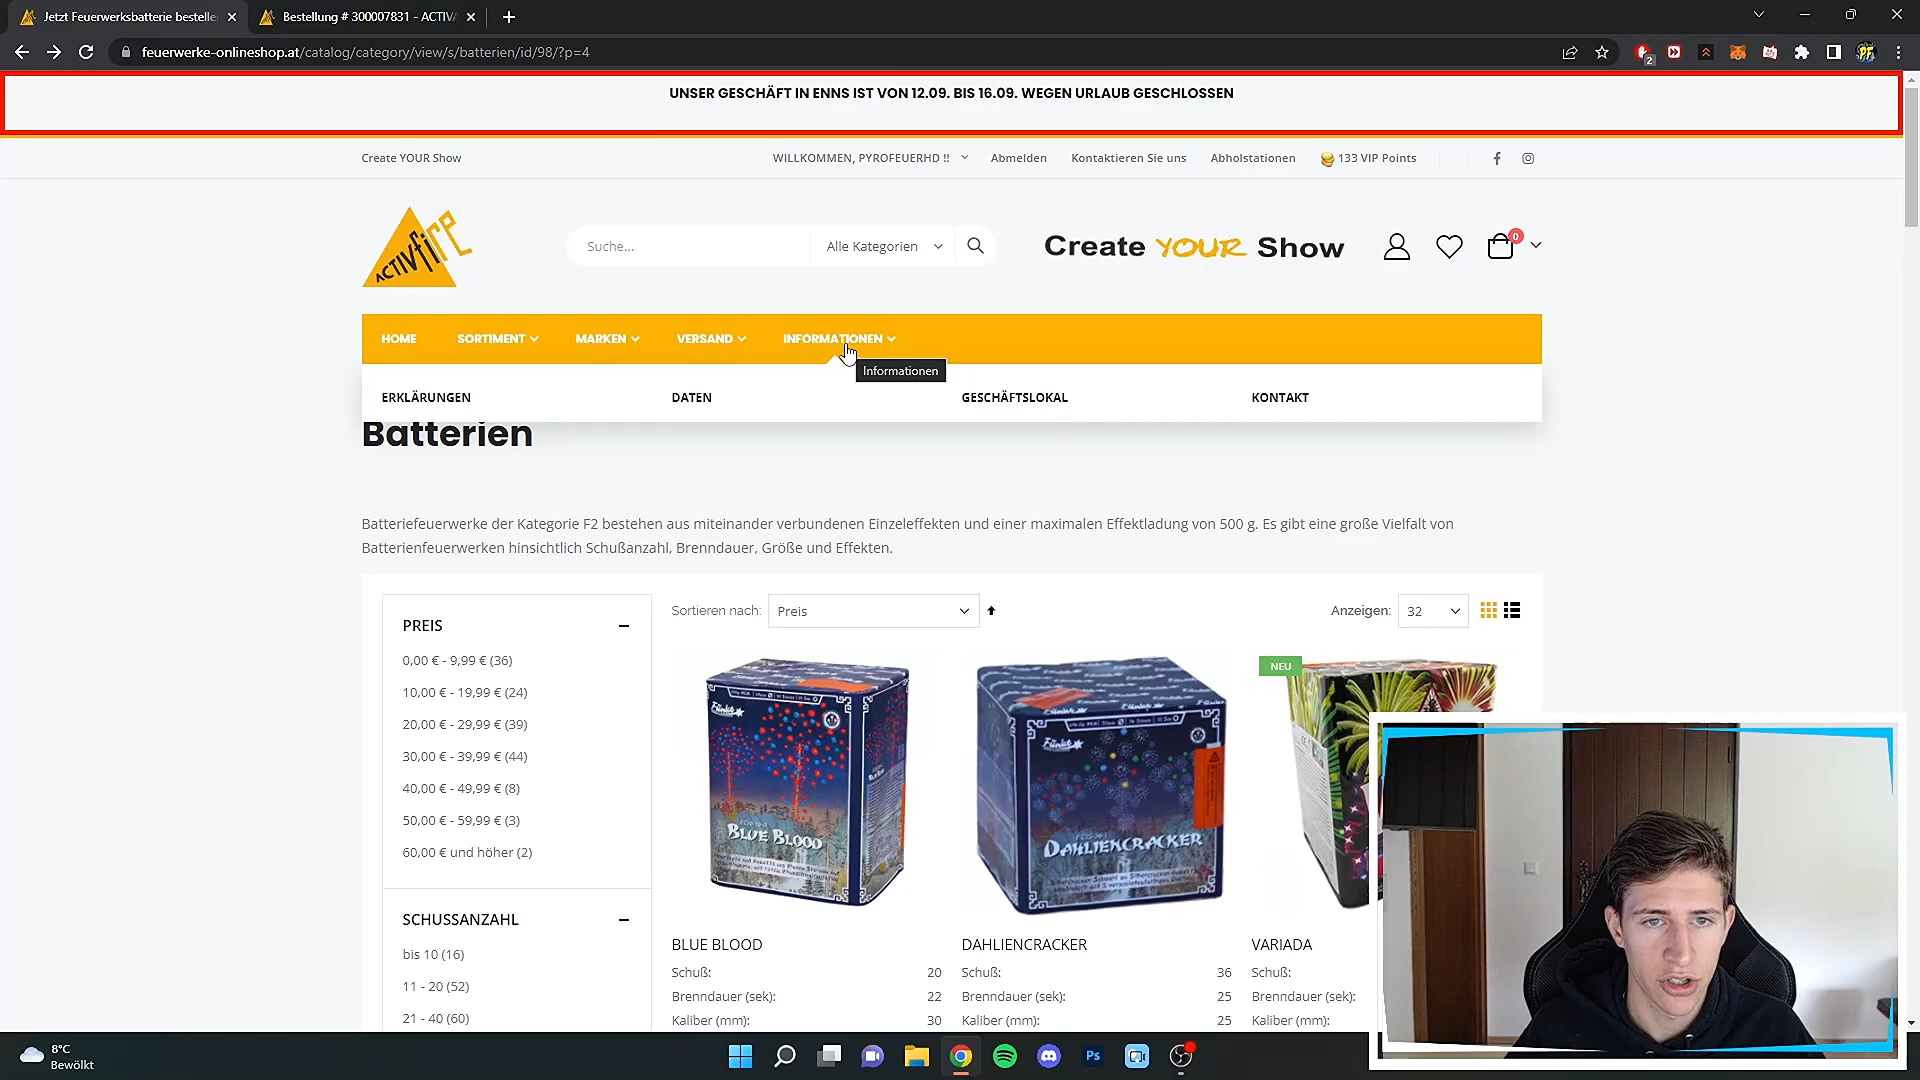 Jetzt Feuerwerksbatterie bestelle
Bestellung # 300007831 - ACTIVA
feuerwerke-onlineshop.at/catalog/category/view/s/batterien/id/98/?p=4
2
UNSER GESCHÄFT IN ENNS IST VON 12.09. BIS 16.09. WEGEN URLAUB GESCHLOSSEN
Create YOUR Show
WILLKOMMEN, PYROFEUERHD !!
Abmelden
Kontaktieren Sie uns
Abholstationen
133 VIP Points
ACTIVfire
Suche...
Alle Kategorien
Create YOUR Show
0
HOME
SORTIMENT
MARKEN
VERSAND
INFORMATIONEN
Informationen
ERKLÄRUNGEN
DATEN
GESCHÄFTSLOKAL
KONTAKT
Batterien
Batteriefeuerwerke der Kategorie F2 bestehen aus miteinander verbundenen Einzeleffekten und einer maximalen Effektladung von 500 g. Es gibt eine große Vielfalt von
Batterienfeuerwerken hinsichtlich Schußanzahl, Brenndauer, Größe und Effekten.
PREIS
0,00 € - 9,99 € (36)
10,00 € - 19,99 € (24)
20,00 € - 29,99 € (39)
30,00 € - 39,99 € (44)
40,00 € - 49,99 € (8)
50,00 € - 59,99 € (3)
60,00 € und höher (2)
SCHUSSANZAHL
bis 10 (16)
11 - 20 (52)
21 - 40 (60)
Sortieren nach:
Preis
Anzeigen:
32
Funke
BLUE BLOOD
Funke
DAHLIENCRACKER
NEU
BLUE BLOOD
Schuß: 20
Brenndauer (sek): 22
Kaliber (mm): 30
DAHLIENCRACKER
Schuß: 36
Brenndauer (sek): 25
Kaliber (mm): 25
VARIADA
Schuß:
Brenndauer (sek):
Kaliber (mm):
8°C
Bewölkt
Ps